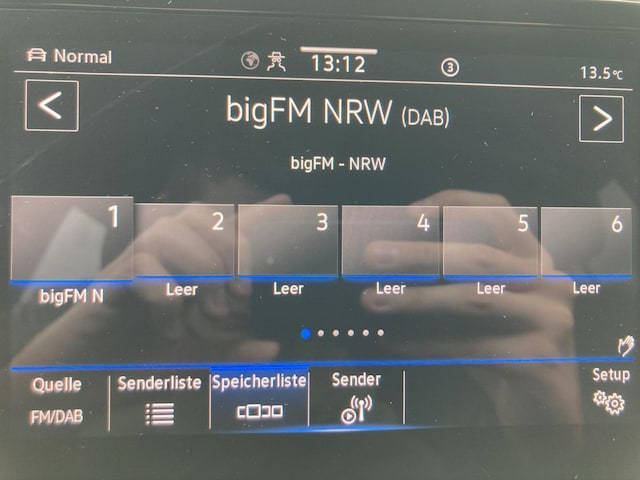 Normal
13:12
3
13.5°C
<
bigFM NRW (DAB)
>
bigFM - NRW
1 2 3 4 5 6
bigFM N Leer Leer Leer Leer Leer
Quelle Senderliste Speicherliste Sender Setup
FM/DAB